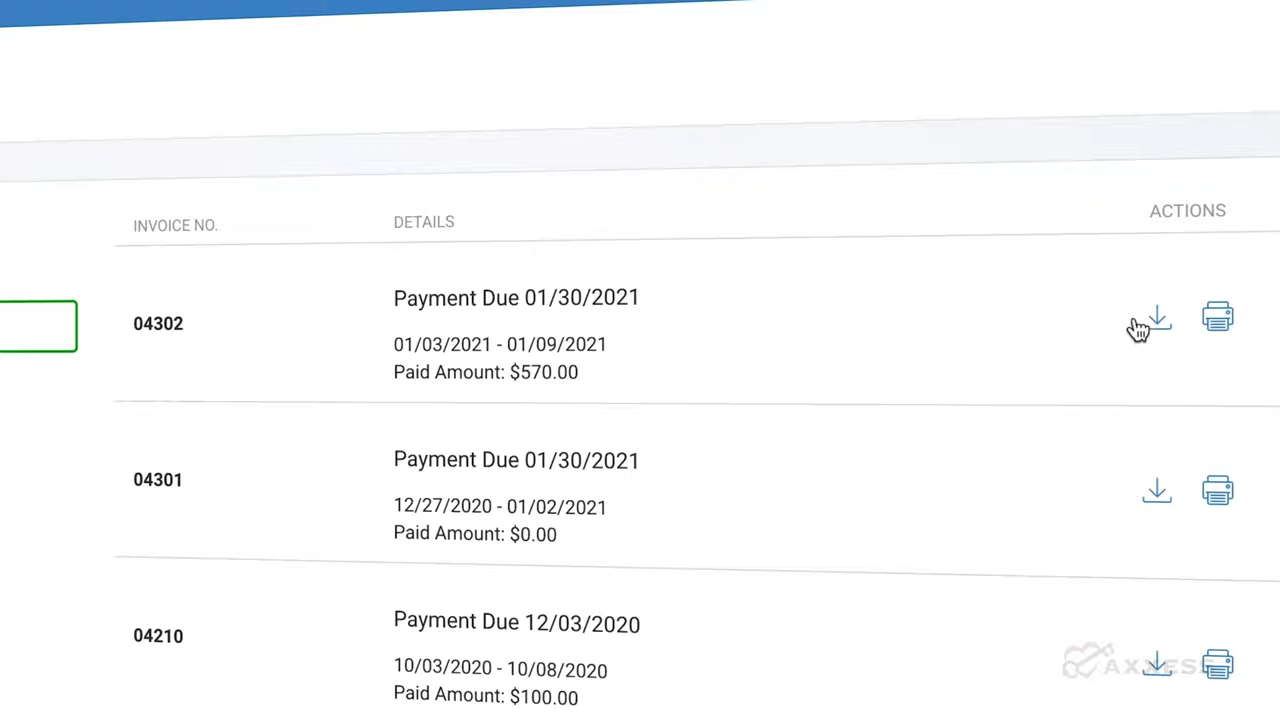 INVOICE NO. DETAILS ACTIONS
04302
Payment Due 01/30/2021
01/03/2021 - 01/09/2021
Paid Amount: $570.00
04301
Payment Due 01/30/2021
12/27/2020 - 01/02/2021
Paid Amount: $0.00
04210
Payment Due 12/03/2020
10/03/2020 - 10/08/2020
Paid Amount: $100.00
AXXESS